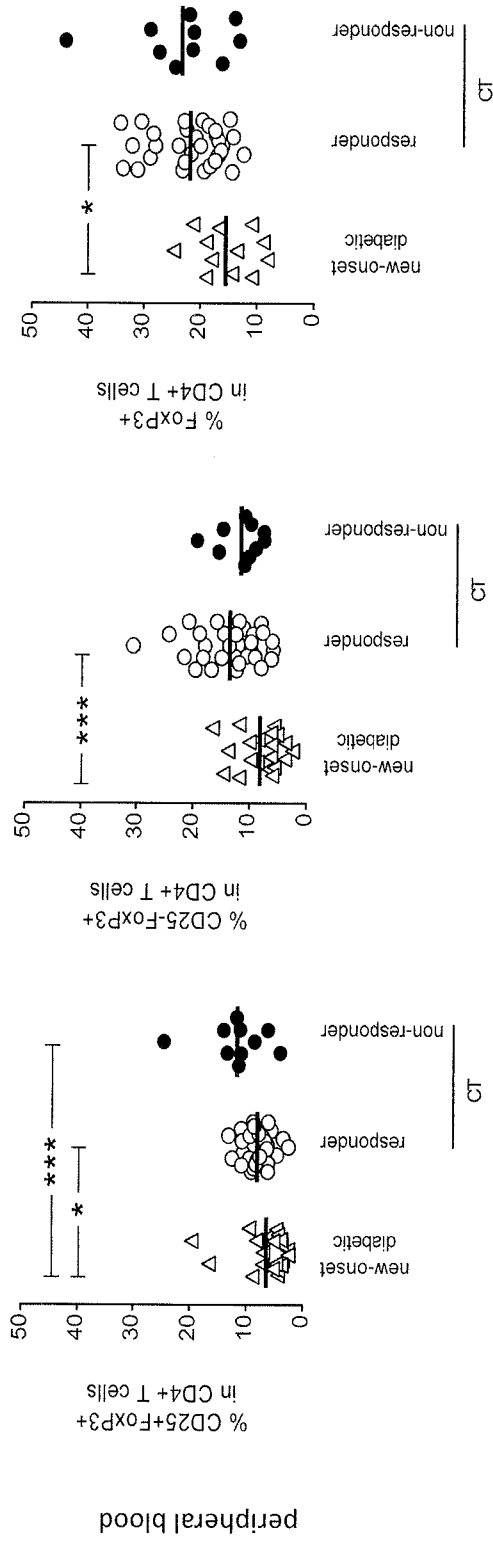 peripheral blood
% CD25+FoxP3+
in CD4+ T cells
50
40
30
20
10
0
*
***
new-onset
diabetic
responder
non-responder
CT
% CD25-FoxP3+
in CD4+ T cells
50
40
30
20
10
0
***
new-onset
diabetic
responder
non-responder
CT
% FoxP3+
in CD4+ T cells
50
40
30
20
10
0
*
new-onset
diabetic
responder
non-responder
CT